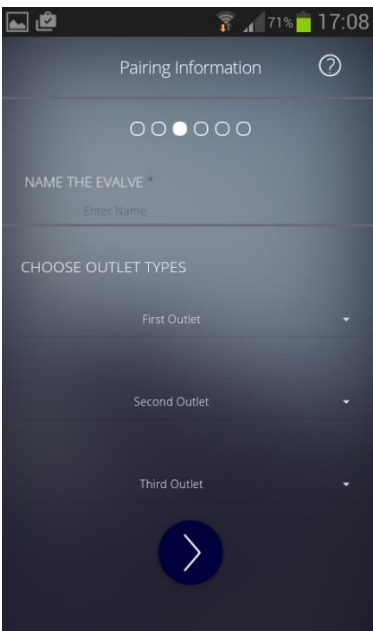 71% 17:08
Pairing Information ?
NAME THE EVALVE *
Enter Name
CHOOSE OUTLET TYPES
First Outlet
Second Outlet
Third Outlet